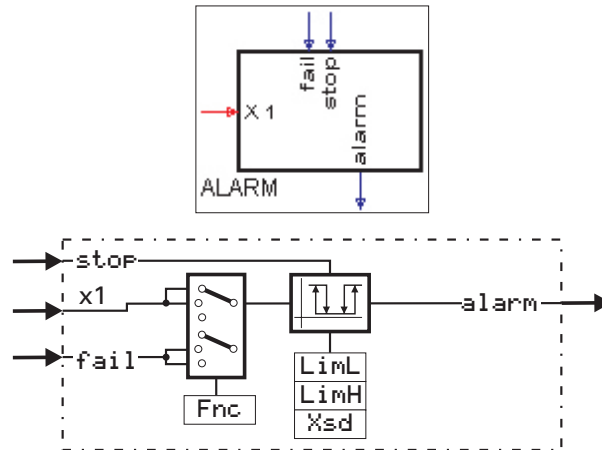 fail
stop
X 1
alarm
ALARM
stop
x1
alarm
fail
LimL
LimH
Xsd
Fnc